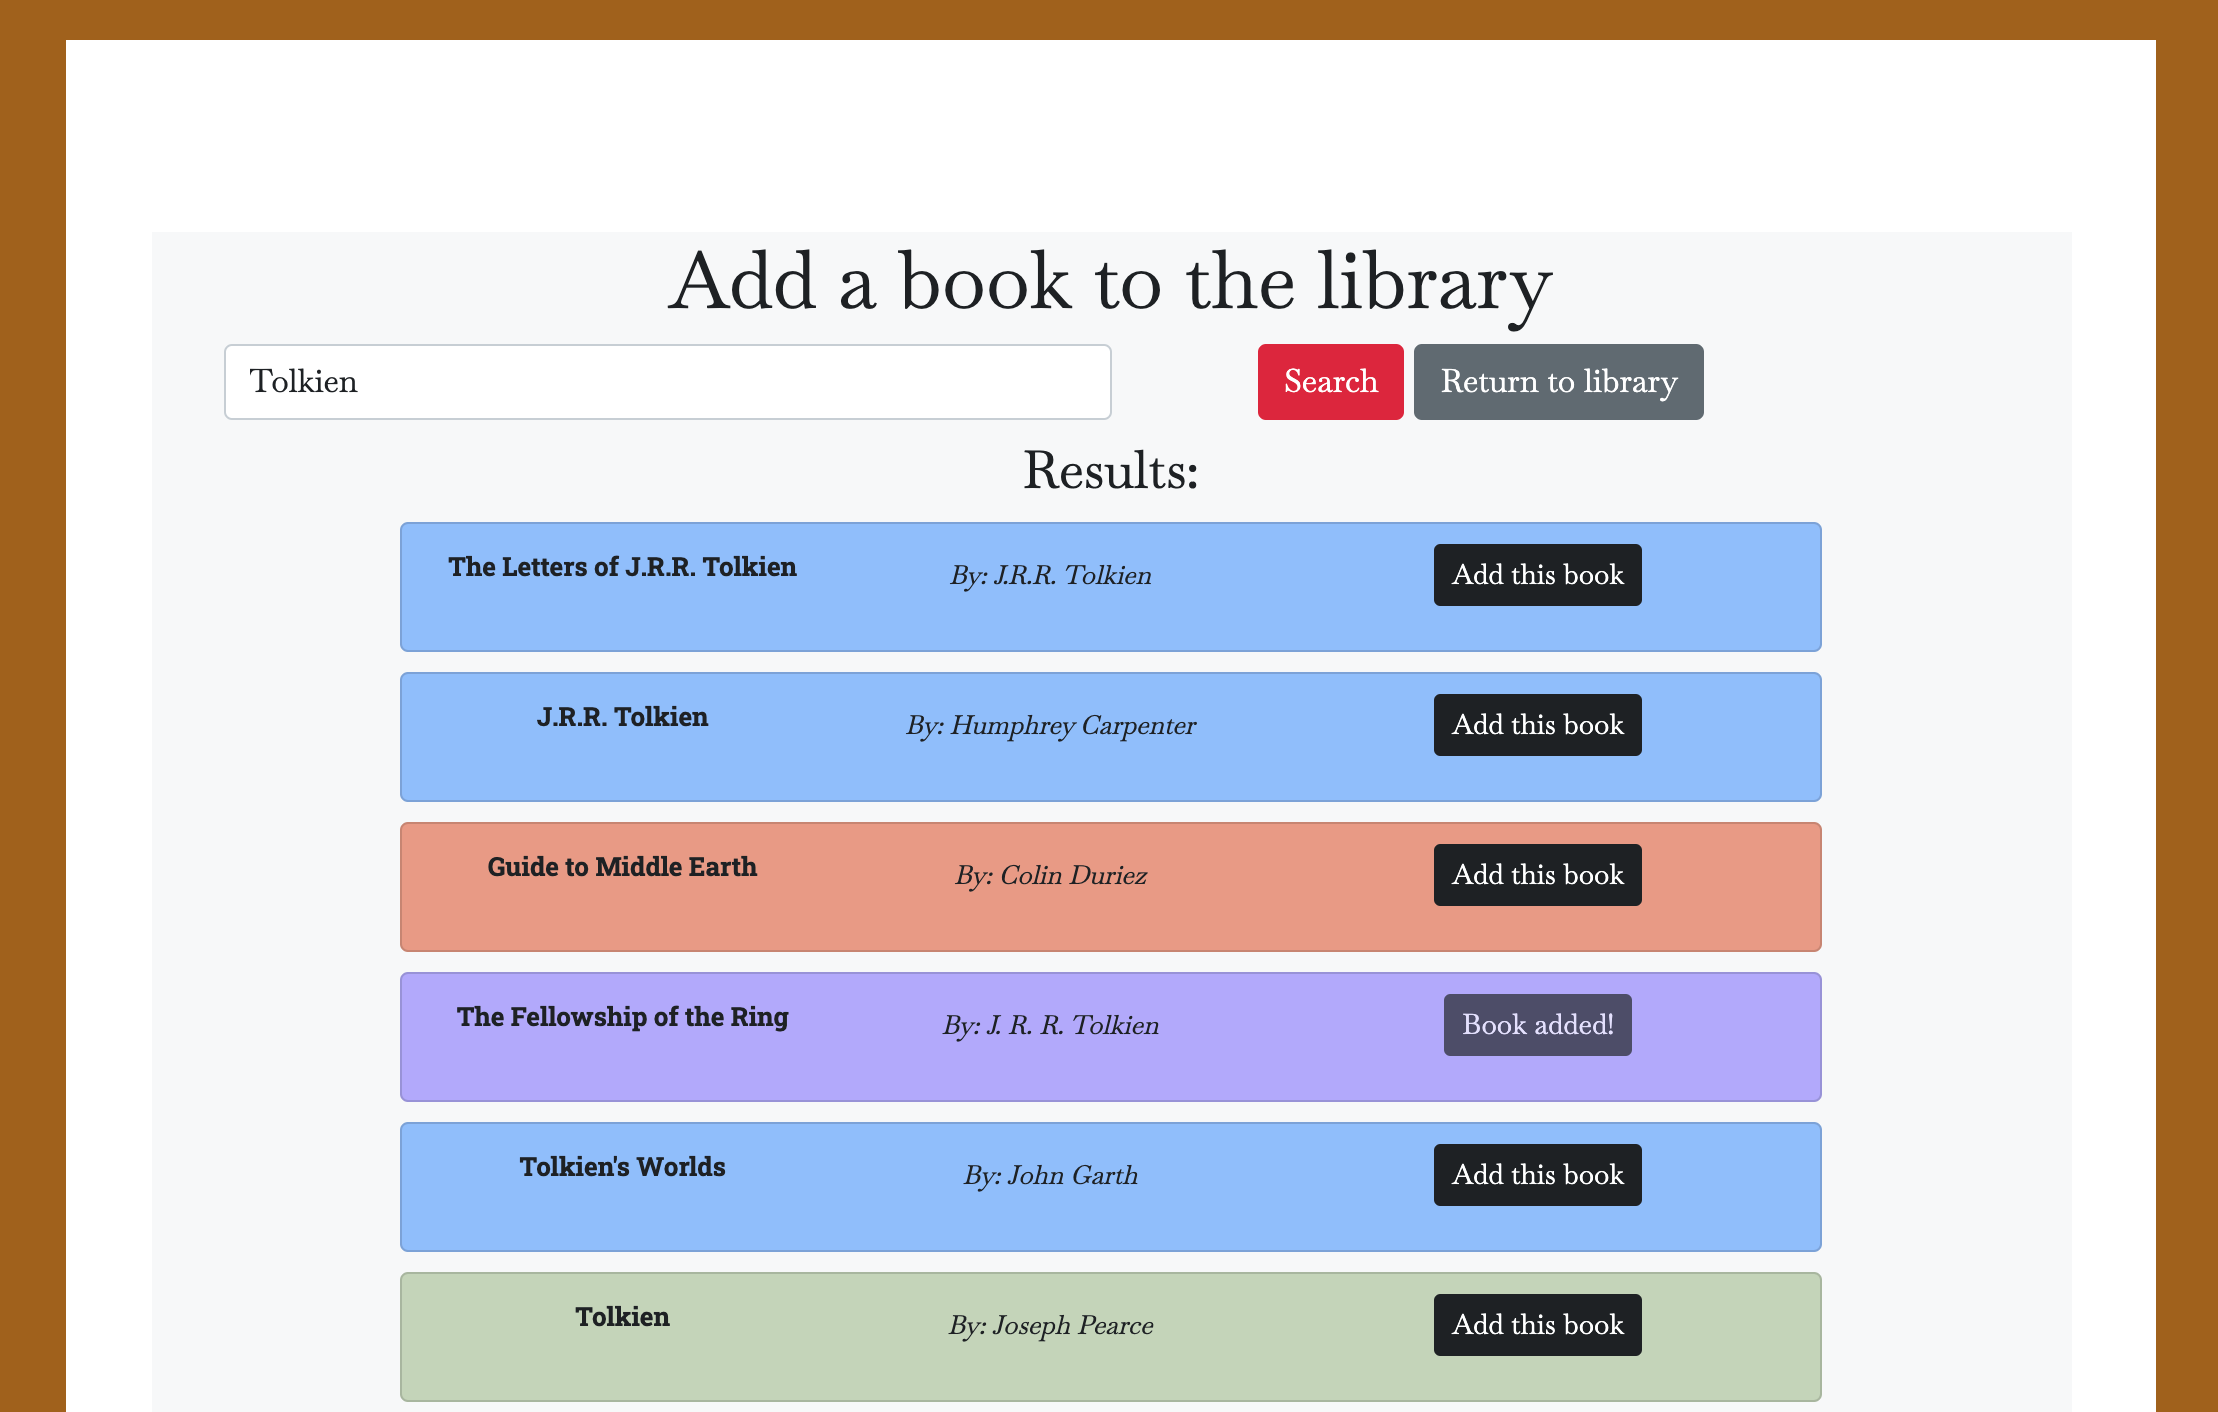 Add a book to the library
Tolkien
Search
Return to library
Results:
The Letters of J.R.R. Tolkien
By: J.R.R. Tolkien
Add this book
J.R.R. Tolkien
By: Humphrey Carpenter
Add this book
Guide to Middle Earth
By: Colin Duriez
Add this book
The Fellowship of the Ring
By: J. R. R. Tolkien
Book added!
Tolkien's Worlds
By: John Garth
Add this book
Tolkien
By: Joseph Pearce
Add this book